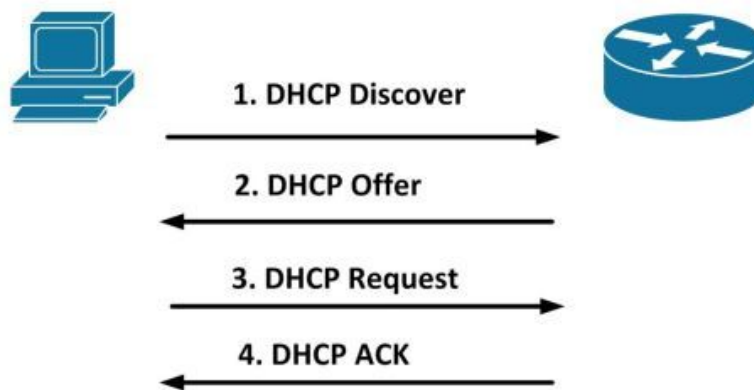 1. DHCP Discover
2. DHCP Offer
3. DHCP Request
4. DHCP ACK